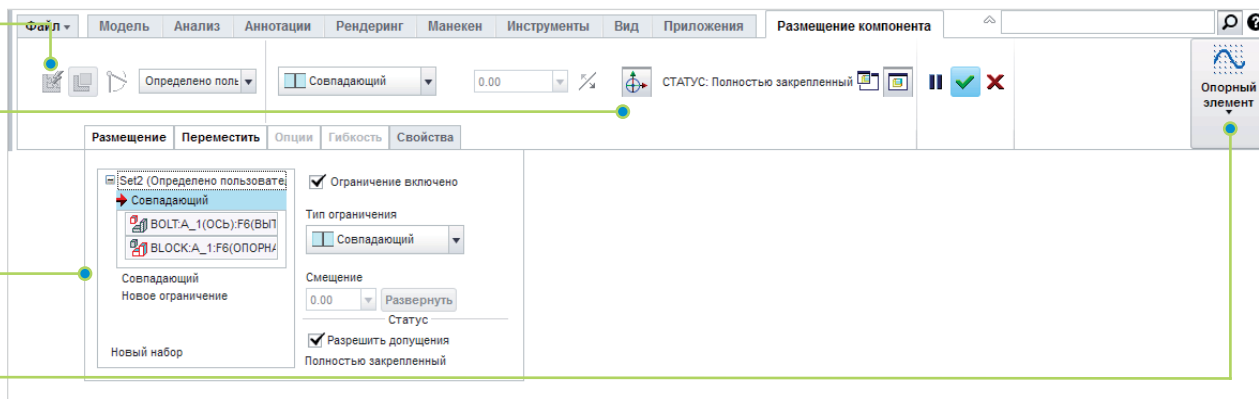 Файл Модель Анализ Аннотации Рендеринг Манекен Инструменты Вид Приложения Размещение компонента
Определено поль Совпадающий 0.00 СТАТУС: Полностью закрепленный
Опорный
элемент
Размещение Переместить Опции Гибкость Свойства
Set2 (Определено пользовате
Совпадающий
BOLT:A_1(ОСЬ):F6(ВЫТ
BLOCK:A_1:F6(ОПОРНА
Совпадающий
Новое ограничение
Новый набор
Ограничение включено
Тип ограничения
Совпадающий
Смещение
0.00 Развернуть
Статус
Разрешить допущения
Полностью закрепленный